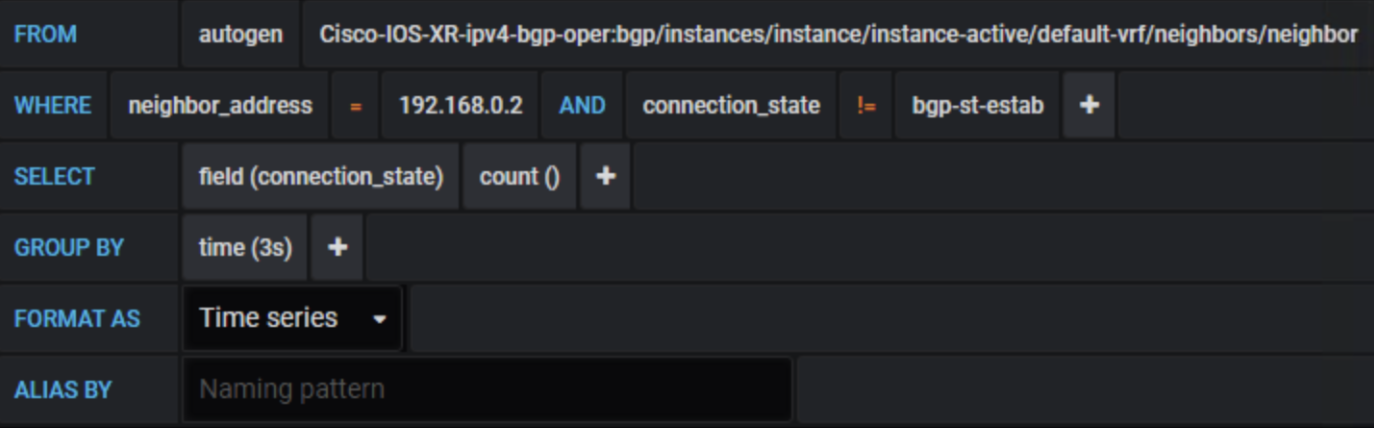 FROM autogen Cisco-IOS-XR-ipv4-bgp-oper:bgp/instances/instance/instance-active/default-vrf/neighbors/neighbor
WHERE neighbor_address = 192.168.0.2 AND connection_state != bgp-st-estab +
SELECT field (connection_state) count () +
GROUP BY time (3s) +
FORMAT AS Time series
ALIAS BY Naming pattern